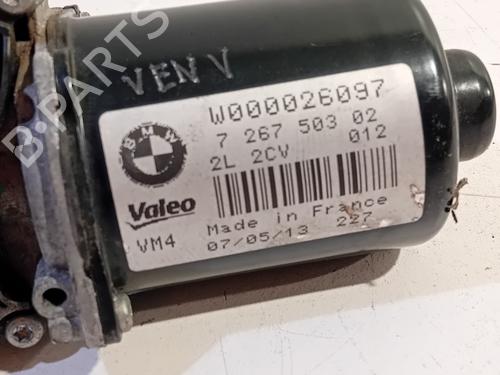 B-Parts
VEN V
W000026097
7 267 503 02
2L 2CV 012
BMW
Valeo
Made in France
VM4 07/05/13 227